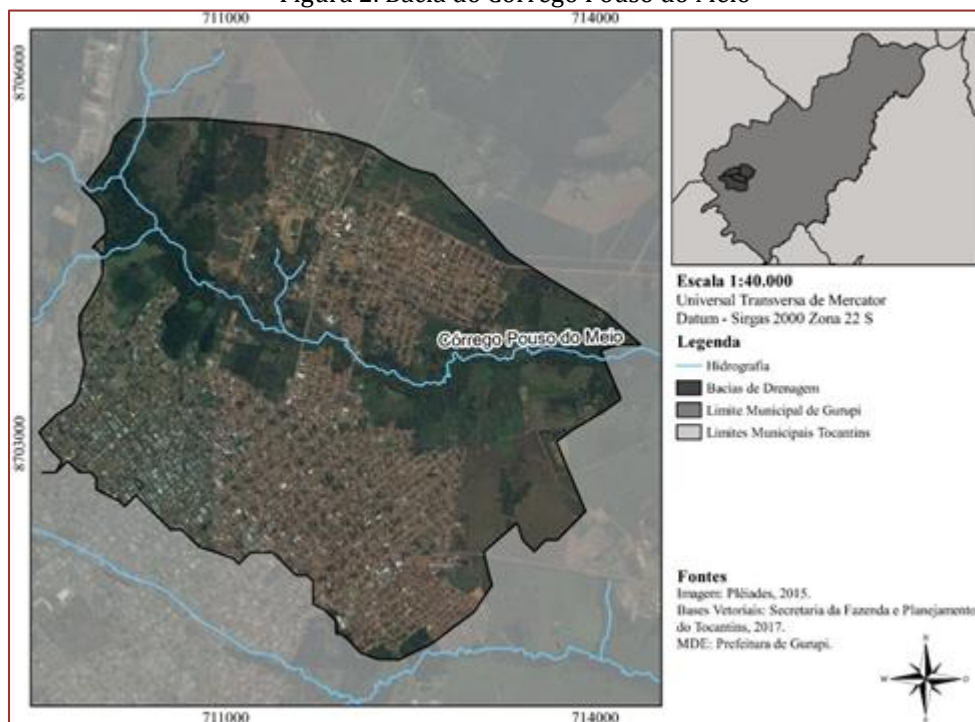 Figura 2. Bacia do Córrego Pouso do Meio
711000
714000
8706000
8703000
Córrego Pouso do Meio
711000
714000
Escala 1:40.000
Universal Transversa de Mercator
Datum - Sirgas 2000 Zona 22 S
Legenda
Hidrografia
Bacias de Drenagem
Limite Municipal de Gurupi
Limites Municipais Tocantins
Fontes
Imagem: Plêiades, 2015.
Bases Vetoriais: Secretaria da Fazenda e Planejamento
do Tocantins, 2017.
MDE: Prefeitura de Gurupi.